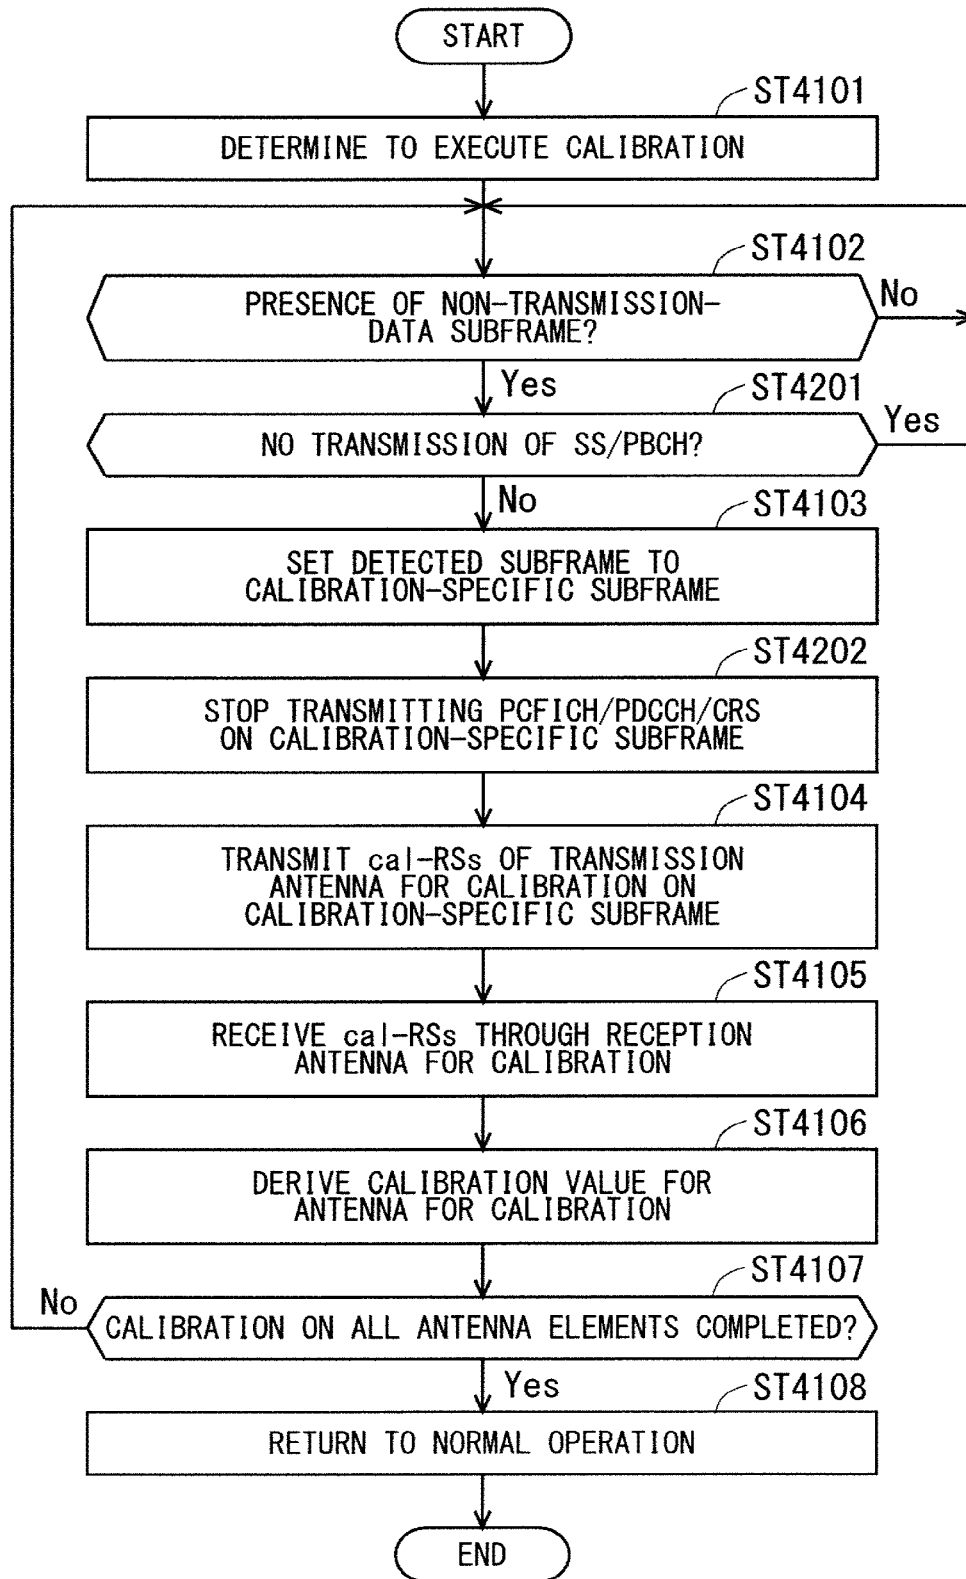 START
ST4101
DETERMINE TO EXECUTE CALIBRATION
ST4102
PRESENCE OF NON-TRANSMISSION-
DATA SUBFRAME?
No
Yes
ST4201
NO TRANSMISSION OF SS/PBCH?
Yes
No
ST4103
SET DETECTED SUBFRAME TO
CALIBRATION-SPECIFIC SUBFRAME
ST4202
STOP TRANSMITTING PCFICH/PDCCH/CRS
ON CALIBRATION-SPECIFIC SUBFRAME
ST4104
TRANSMIT cal-RSs OF TRANSMISSION
ANTENNA FOR CALIBRATION ON
CALIBRATION-SPECIFIC SUBFRAME
ST4105
RECEIVE cal-RSs THROUGH RECEPTION
ANTENNA FOR CALIBRATION
ST4106
DERIVE CALIBRATION VALUE FOR
ANTENNA FOR CALIBRATION
ST4107
No
CALIBRATION ON ALL ANTENNA ELEMENTS COMPLETED?
Yes
ST4108
RETURN TO NORMAL OPERATION
END